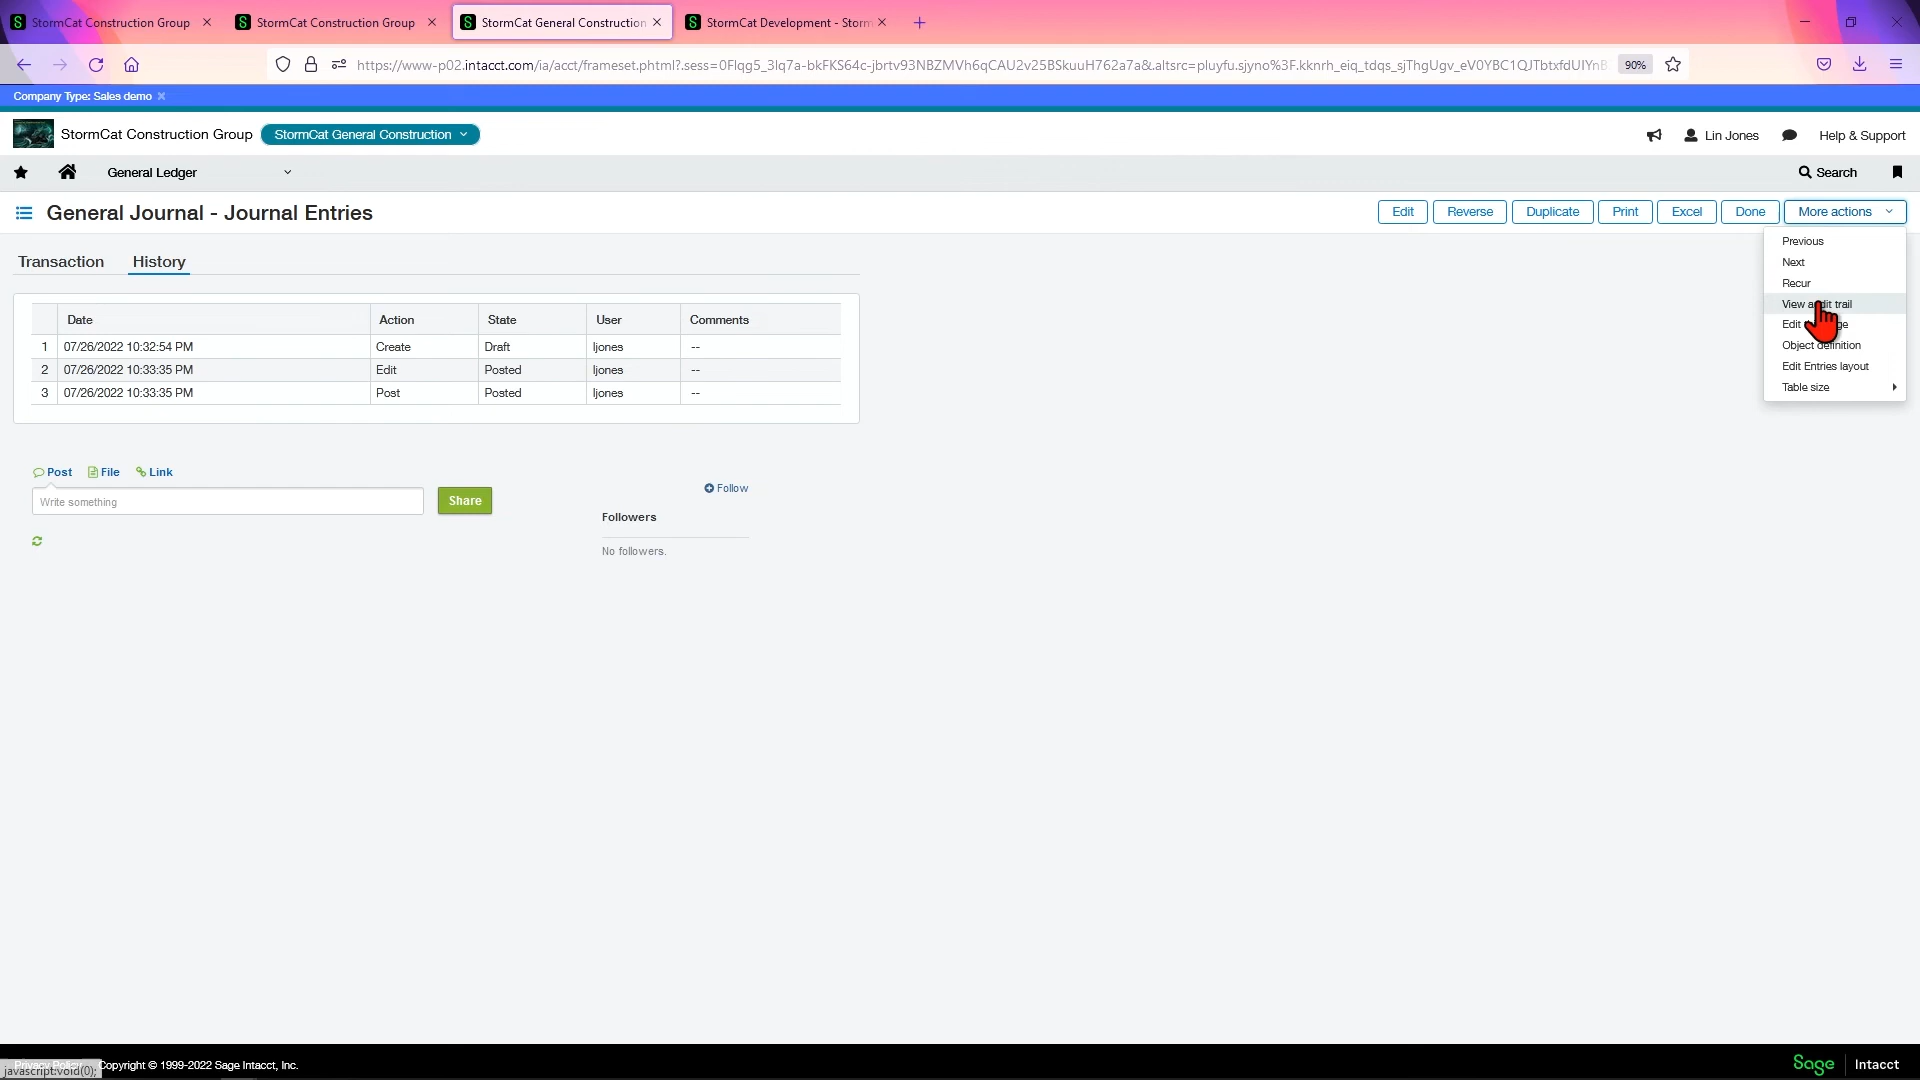 StormCat Construction Group
StormCat Construction Group
StormCat General Construction
StormCat Development - Storm
https://www-p02.intacct.com/ia/acct/frameset.phtml?.sess=0Flqg5_3lq7a-bkFKS64c-jbrtv93NBZMVh6qCAU2v25BSkuuH762a7a&.altsrc=pluyfu.sjyno%3F.kknrh_eiq_tdqs_sjThgUgv_eV0YBC1QJTbtxfdUIYnB
90%
Company Type: Sales demo
StormCat Construction Group
StormCat General Construction
Lin Jones
Help & Support
General Ledger
Search
General Journal - Journal Entries
Edit
Reverse
Duplicate
Print
Excel
Done
More actions
Previous
Next
Recur
View audit trail
Edit
Object definition
Edit Entries layout
Table size
Transaction
History
Date Action State User Comments
1 07/26/2022 10:32:54 PM Create Draft ljones --
2 07/26/2022 10:33:35 PM Edit Posted ljones --
3 07/26/2022 10:33:35 PM Post Posted ljones --
Post
File
Link
Write something
Share
Follow
Followers
No followers.
Privacy Policy
Copyright © 1999-2022 Sage Intacct, Inc.
javascript:void(0);
Sage
Intacct